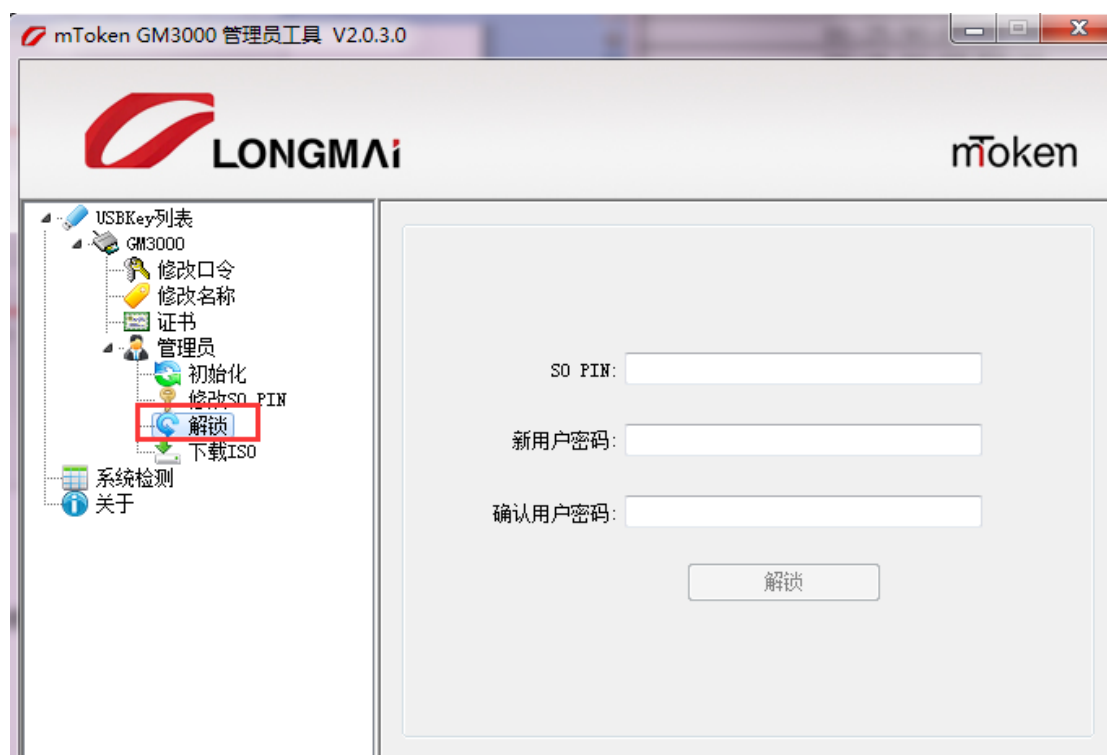 mToken GM3000 管理员工具 V2.0.3.0
LONGMAi
mToken
USBKey列表
GM3000
修改口令
修改名称
证书
管理员
初始化
修改SO PIN
解锁
下载ISO
系统检测
关于
SO PIN:
新用户密码:
确认用户密码:
解锁